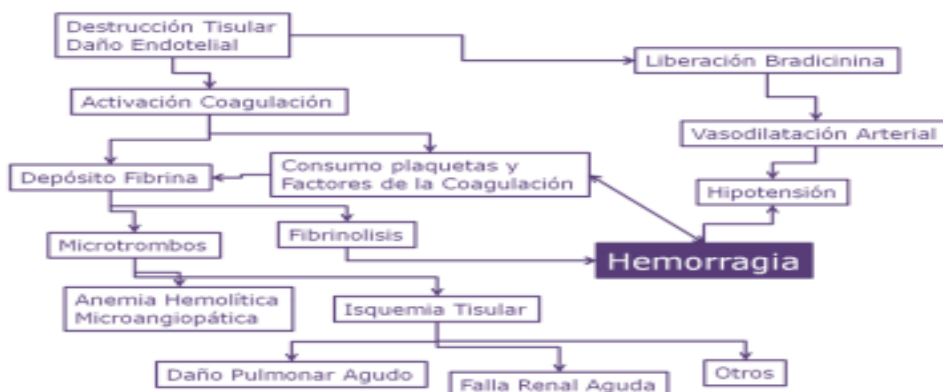 Destrucción Tisular
Daño Endotelial
Liberación Bradicinina
Activación Coagulación
Vasodilatación Arterial
Consumo plaquetas y
Factores de la Coagulación
Depósito Fibrina
Hipotensión
Microtrombos
Fibrinolisis
Hemorragia
Anemia Hemolítica
Microangiopática
Isquemia Tisular
Daño Pulmonar Agudo
Falla Renal Aguda
Otros